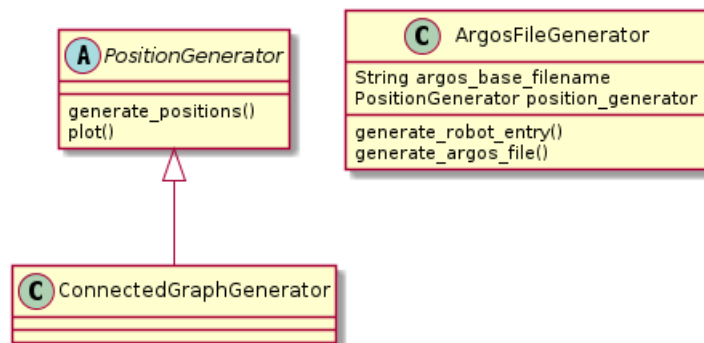 A PositionGenerator
generate_positions()
plot()
C ArgosFileGenerator
String argos_base_filename
PositionGenerator position_generator
generate_robot_entry()
generate_argos_file()
C ConnectedGraphGenerator